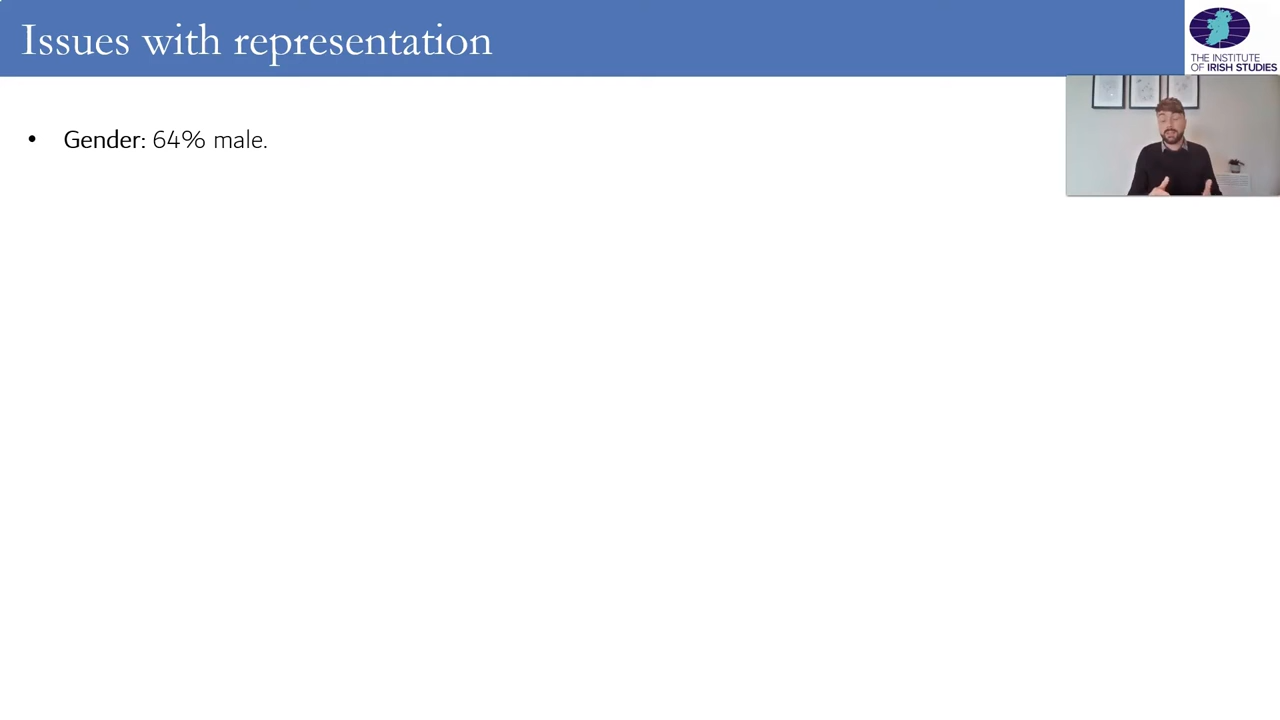 Issues with representation
THE INSTITUTE
OF IRISH STUDIES
• Gender: 64% male.